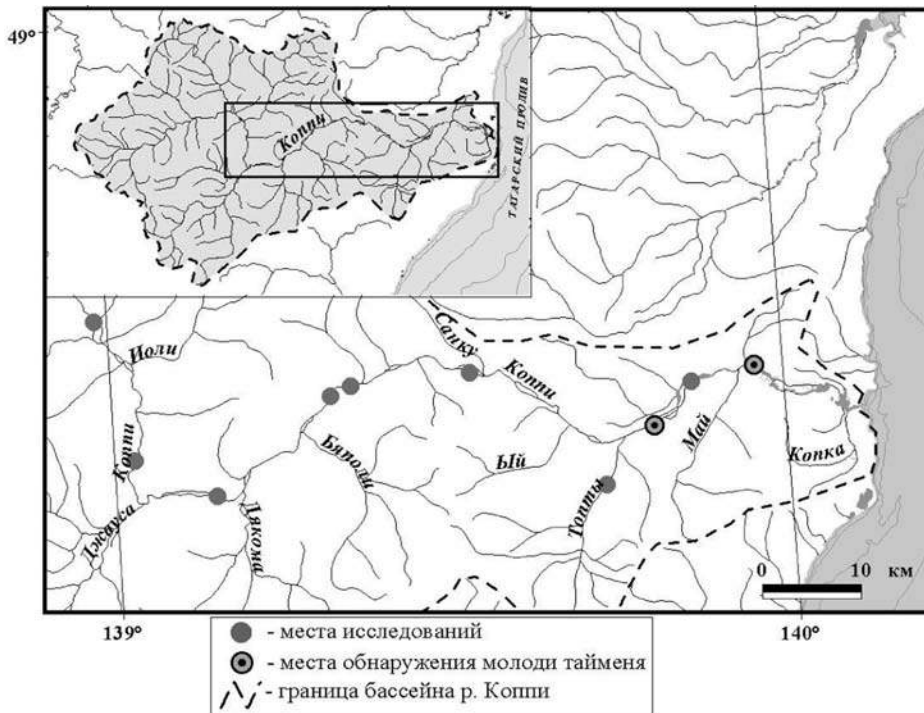 49°
Коппи
ТАТАРСКИЙ ПРОЛИВ
Иоли
Санку
Коппи
Коппи
Джауса
Дякома
Бяполи
Ый
Топты
Май
Копка
0 10 км
139° 140°
- места исследований
- места обнаружения молоди тайменя
- граница бассейна р. Коппи